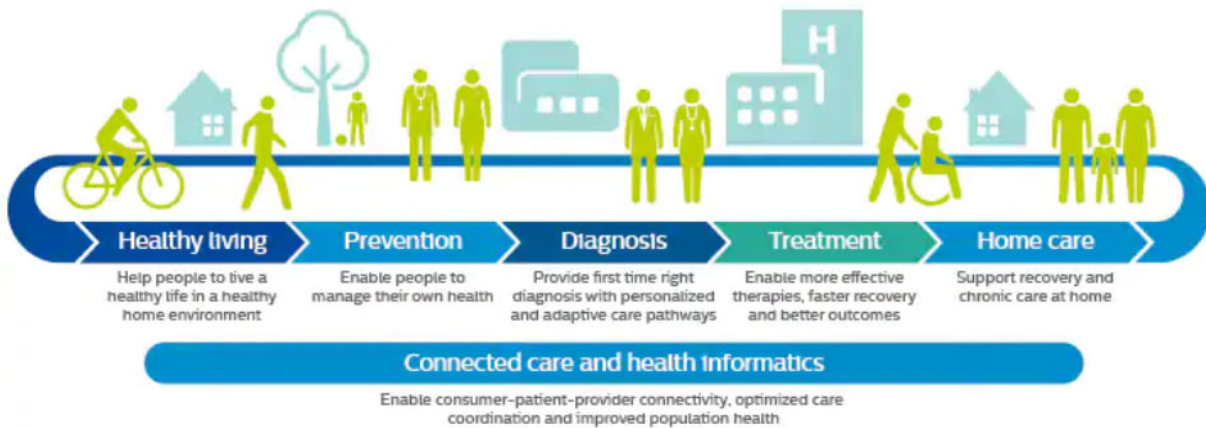 H
Healthy living
Prevention
Diagnosis
Treatment
Home care
Help people to live a
healthy life in a healthy
home environment
Enable people to
manage their own health
Provide first time right
diagnosis with personalized
and adaptive care pathways
Enable more effective
therapies, faster recovery
and better outcomes
Support recovery and
chronic care at home
Connected care and health informatics
Enable consumer-patient-provider connectivity, optimized care
coordination and improved population health